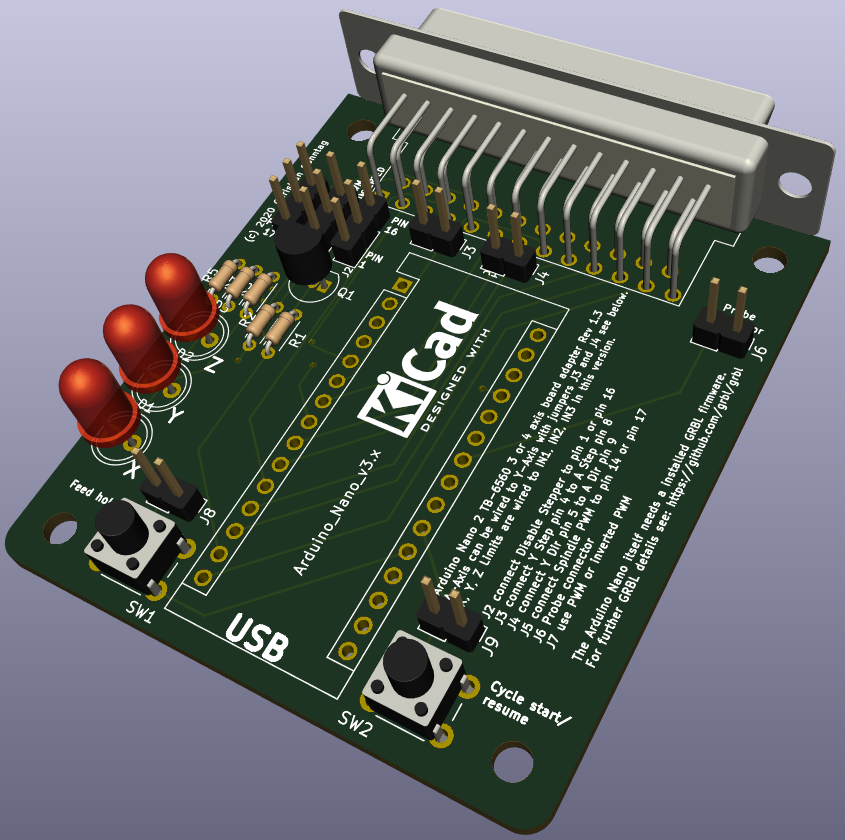 (c) 2020
PIN
16
PIN
J3
J4
Q1
R5
R1
Z
Y
X
J8
Feed
SW1
KiCad
DESIGNED WITH
Arduino_Nano_v3.x
USB
Probe
J6
Arduino Nano 2 TB-6560 3 or 4 axis board adapter Rev 1.3
-Axis can be wired to Y-Axis with jumpers J3 and J4 see below.
, Y, Z Limits are wired to IN1, IN2, IN3 in this version.
J2 connect Disable Stepper to pin 1 or pin 16
J3 connect Y Step pin 4 to A Step pin 8
J4 connect Y Dir pin 5 to A Dir pin 9
J5 connect Spindle PWM to pin 14 or pin 17
J6 Probe connector
J7 use PWM or inverted PWM
The Arduino Nano itself needs a installed GRBL firmware.
For further GRBL details see: https://github.com/grbl/grbl
J9
SW2
Cycle start/
resume